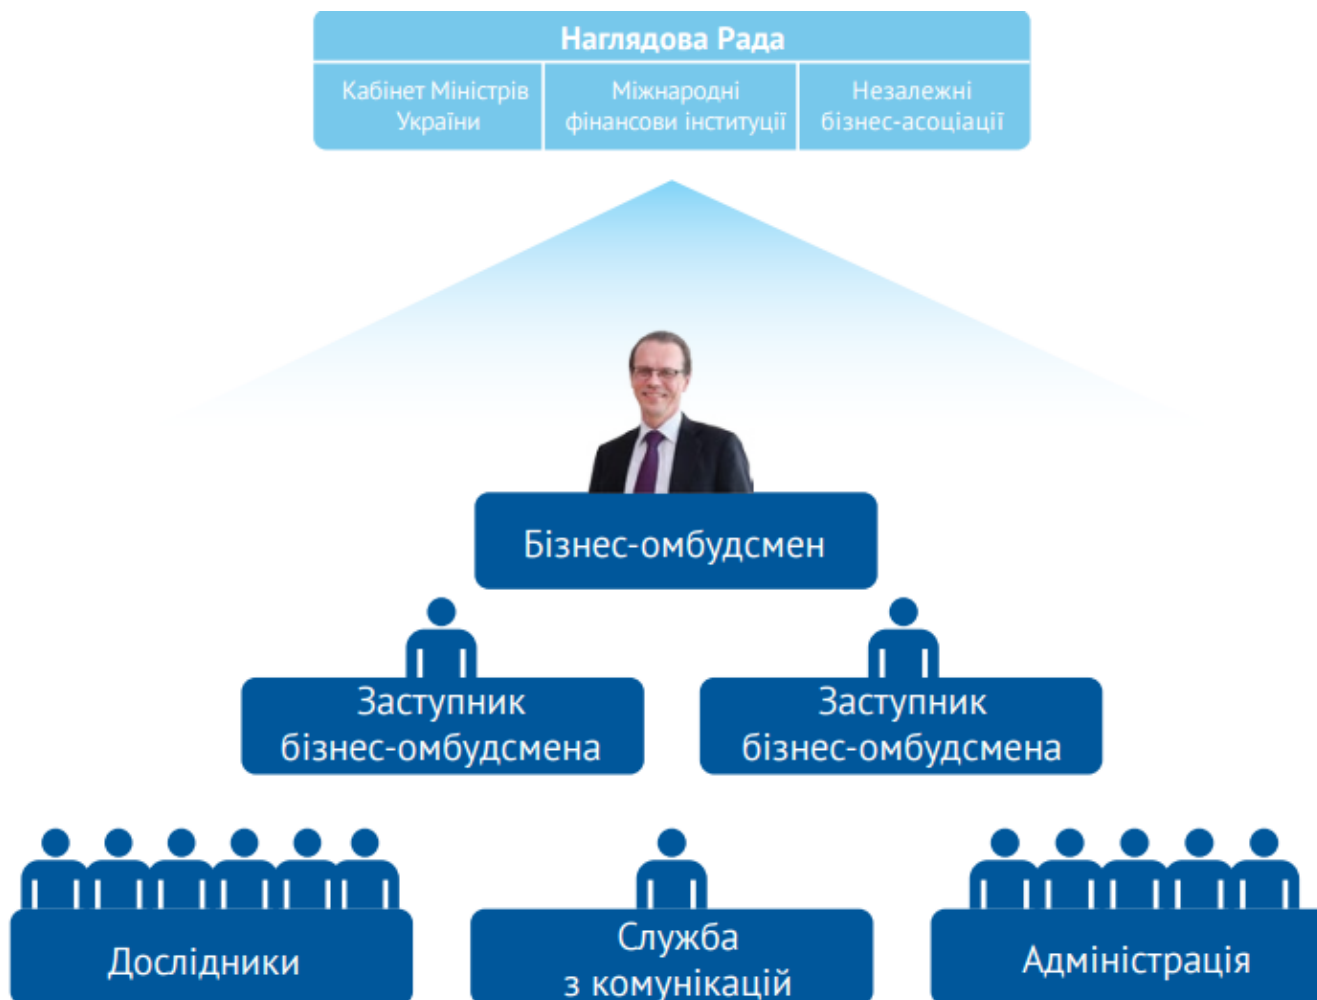 Наглядова Рада
Кабінет Міністрів
України
Міжнародні
фінансови інституції
Незалежні
бізнес-асоціації
Бізнес-омбудсмен
Заступник
бізнес-омбудсмена
Заступник
бізнес-омбудсмена
Дослідники
Служба
з комунікацій
Адміністрація